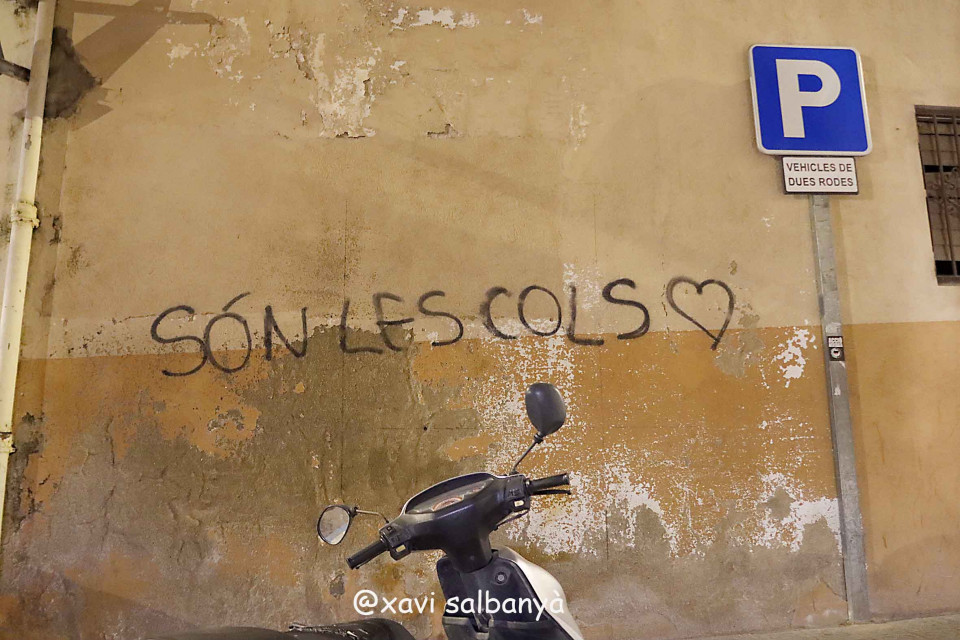 P
VEHICLES DE
DUES RODES
SÓN LES COLS ♡
@xavi salbanyà